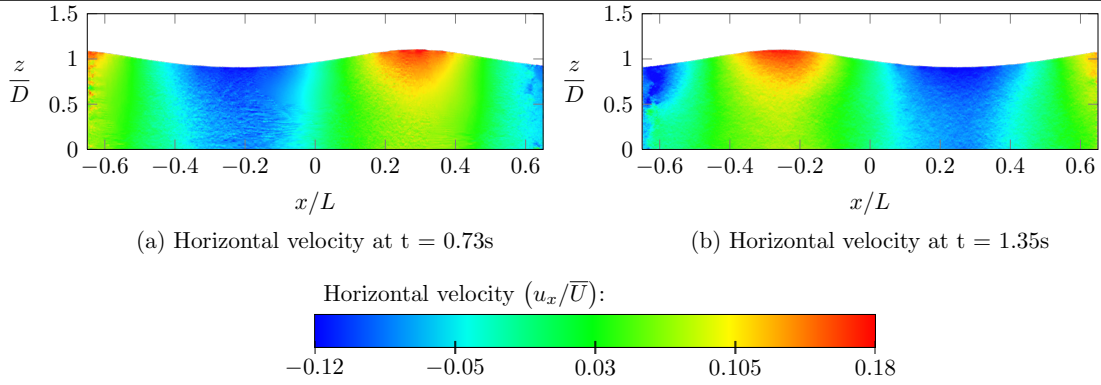 1.5
1
0.5
0
z
D
−0.6 −0.4 −0.2 0 0.2 0.4 0.6
x/L
(a) Horizontal velocity at t = 0.73s
1.5
1
0.5
0
z
D
−0.6 −0.4 −0.2 0 0.2 0.4 0.6
x/L
(b) Horizontal velocity at t = 1.35s
Horizontal velocity (u_x/U̅):
−0.12 −0.05 0.03 0.105 0.18